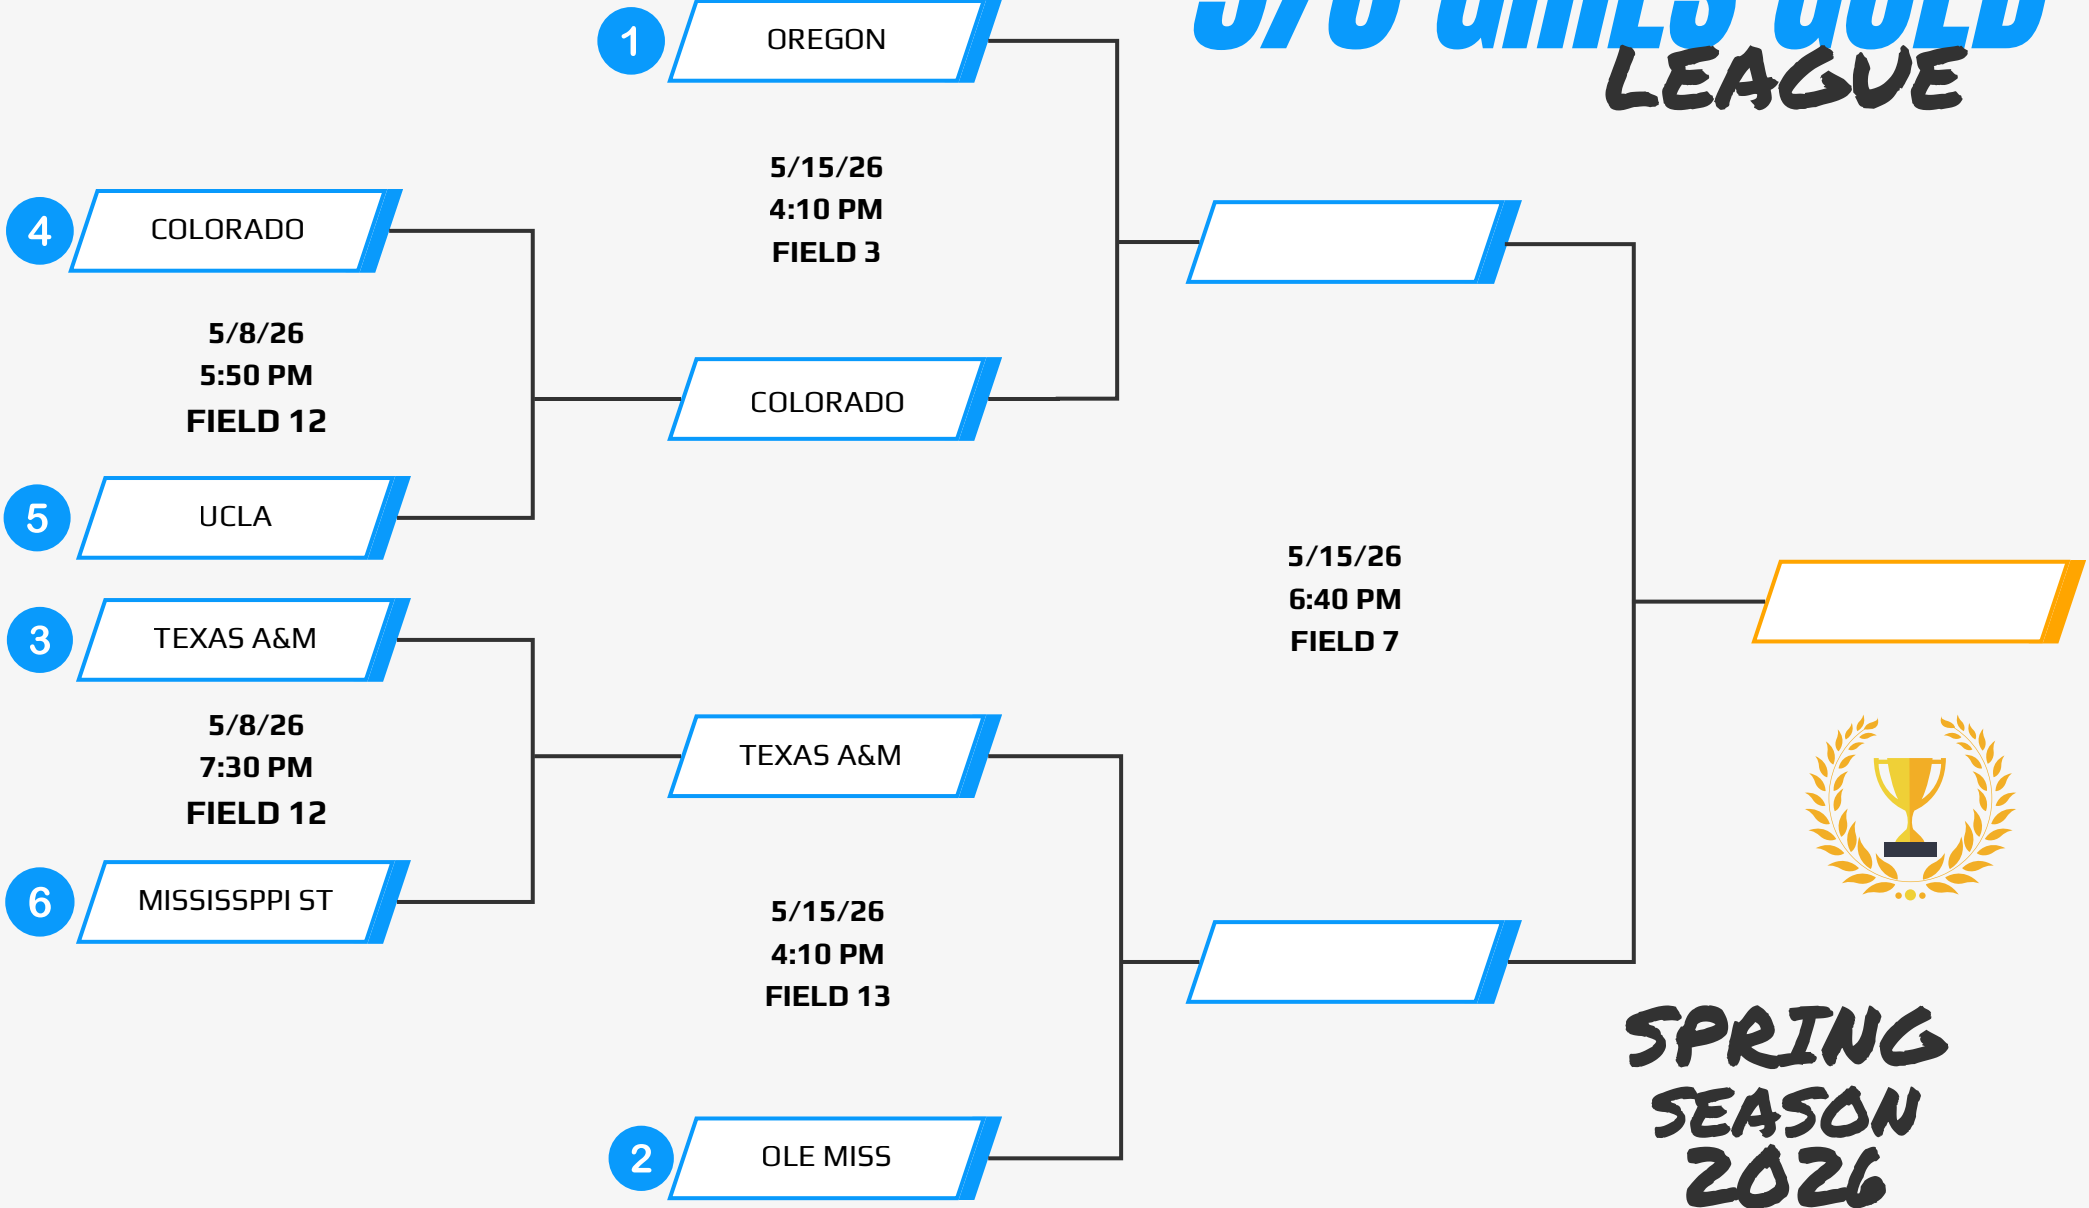 1
OREGON
GIRLS GOLD
LEAGUE
5/15/26
4:10 PM
FIELD 3
4
COLORADO
5/8/26
5:50 PM
FIELD 12
COLORADO
5
UCLA
5/15/26
6:40 PM
FIELD 7
3
TEXAS A&M
5/8/26
7:30 PM
FIELD 12
TEXAS A&M
6
MISSISSPPI ST
5/15/26
4:10 PM
FIELD 13
2
OLE MISS
SPRING
SEASON
2026